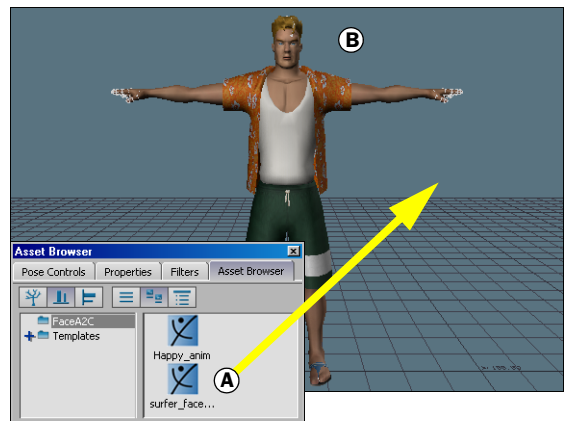 B
Asset Browser
Pose Controls Properties Filters Asset Browser
FaceA2C
Templates
Happy_anim
A
surfer_face...